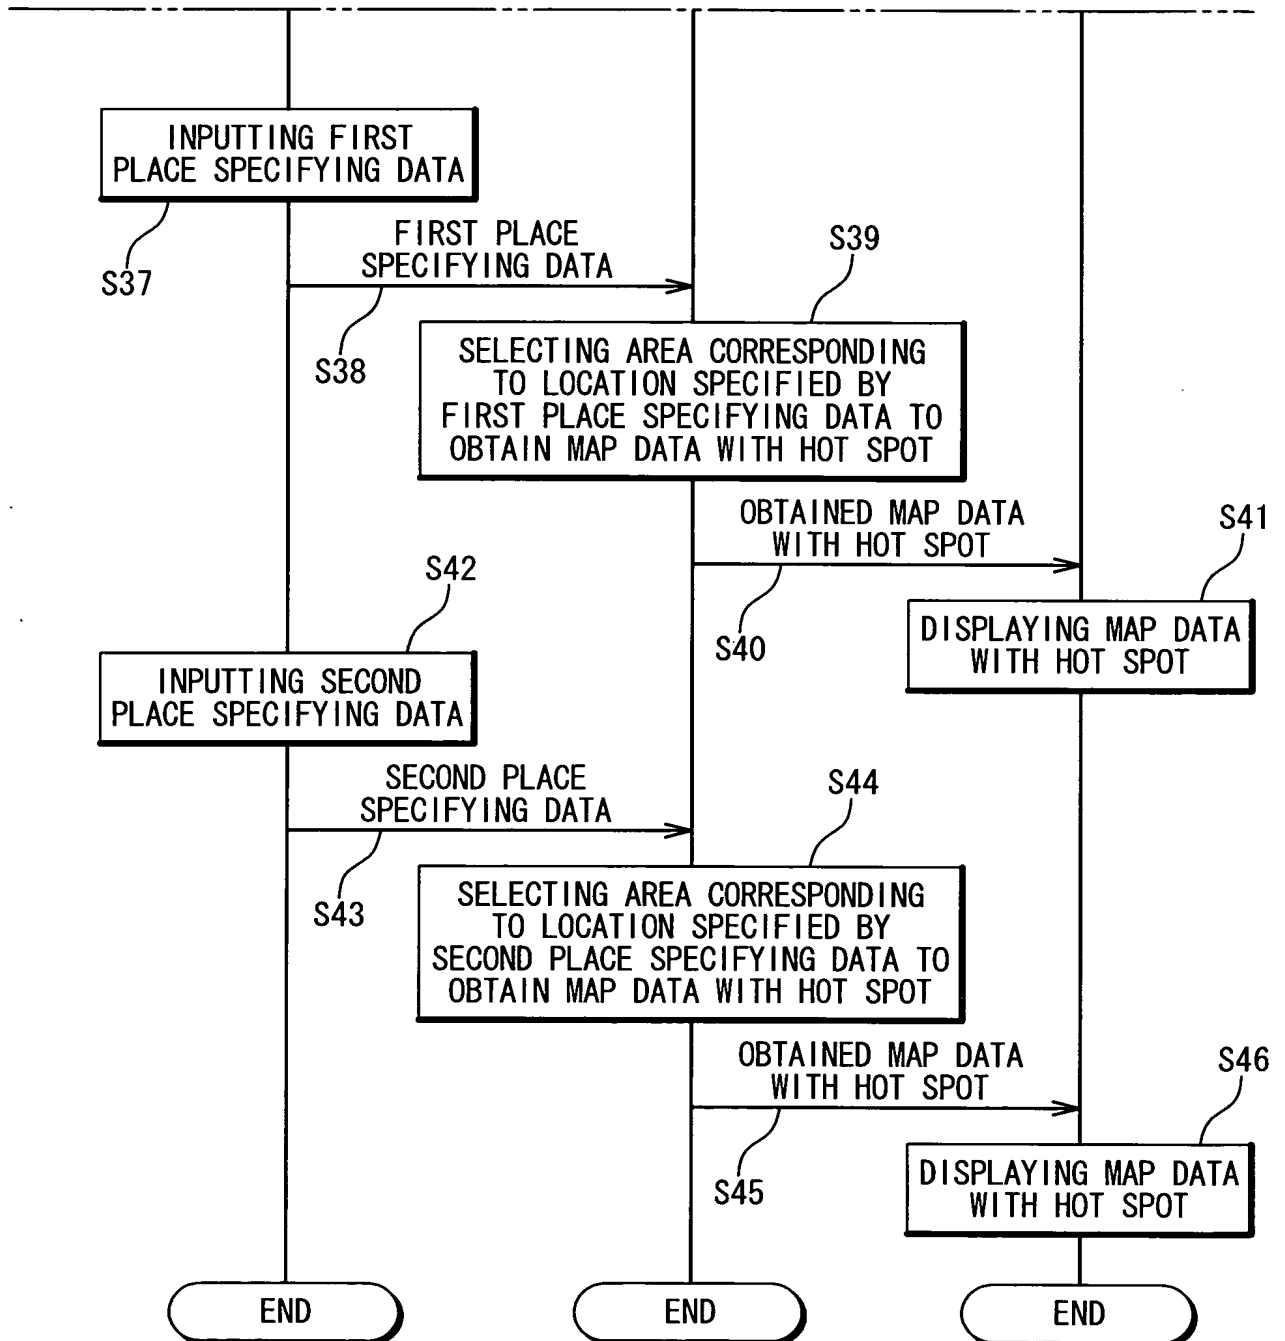 INPUTTING FIRST
PLACE SPECIFYING DATA
S37
FIRST PLACE
SPECIFYING DATA
S38
S39
SELECTING AREA CORRESPONDING
TO LOCATION SPECIFIED BY
FIRST PLACE SPECIFYING DATA TO
OBTAIN MAP DATA WITH HOT SPOT
OBTAINED MAP DATA
WITH HOT SPOT
S40
S41
DISPLAYING MAP DATA
WITH HOT SPOT
S42
INPUTTING SECOND
PLACE SPECIFYING DATA
SECOND PLACE
SPECIFYING DATA
S43
S44
SELECTING AREA CORRESPONDING
TO LOCATION SPECIFIED BY
SECOND PLACE SPECIFYING DATA TO
OBTAIN MAP DATA WITH HOT SPOT
OBTAINED MAP DATA
WITH HOT SPOT
S45
S46
DISPLAYING MAP DATA
WITH HOT SPOT
END
END
END